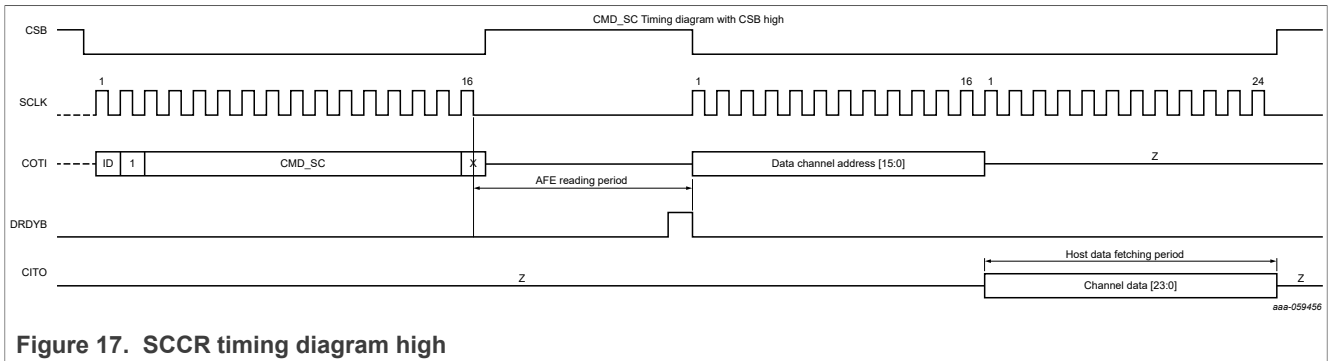 CMD_SC Timing diagram with CSB high
CSB
1 16 1 16 1 24
SCLK
COTI ID 1 CMD_SC X Data channel address [15:0] Z
AFE reading period
DRDYB
Host data fetching period
CITO Z Channel data [23:0] Z
aaa-059456
Figure 17. SCCR timing diagram high